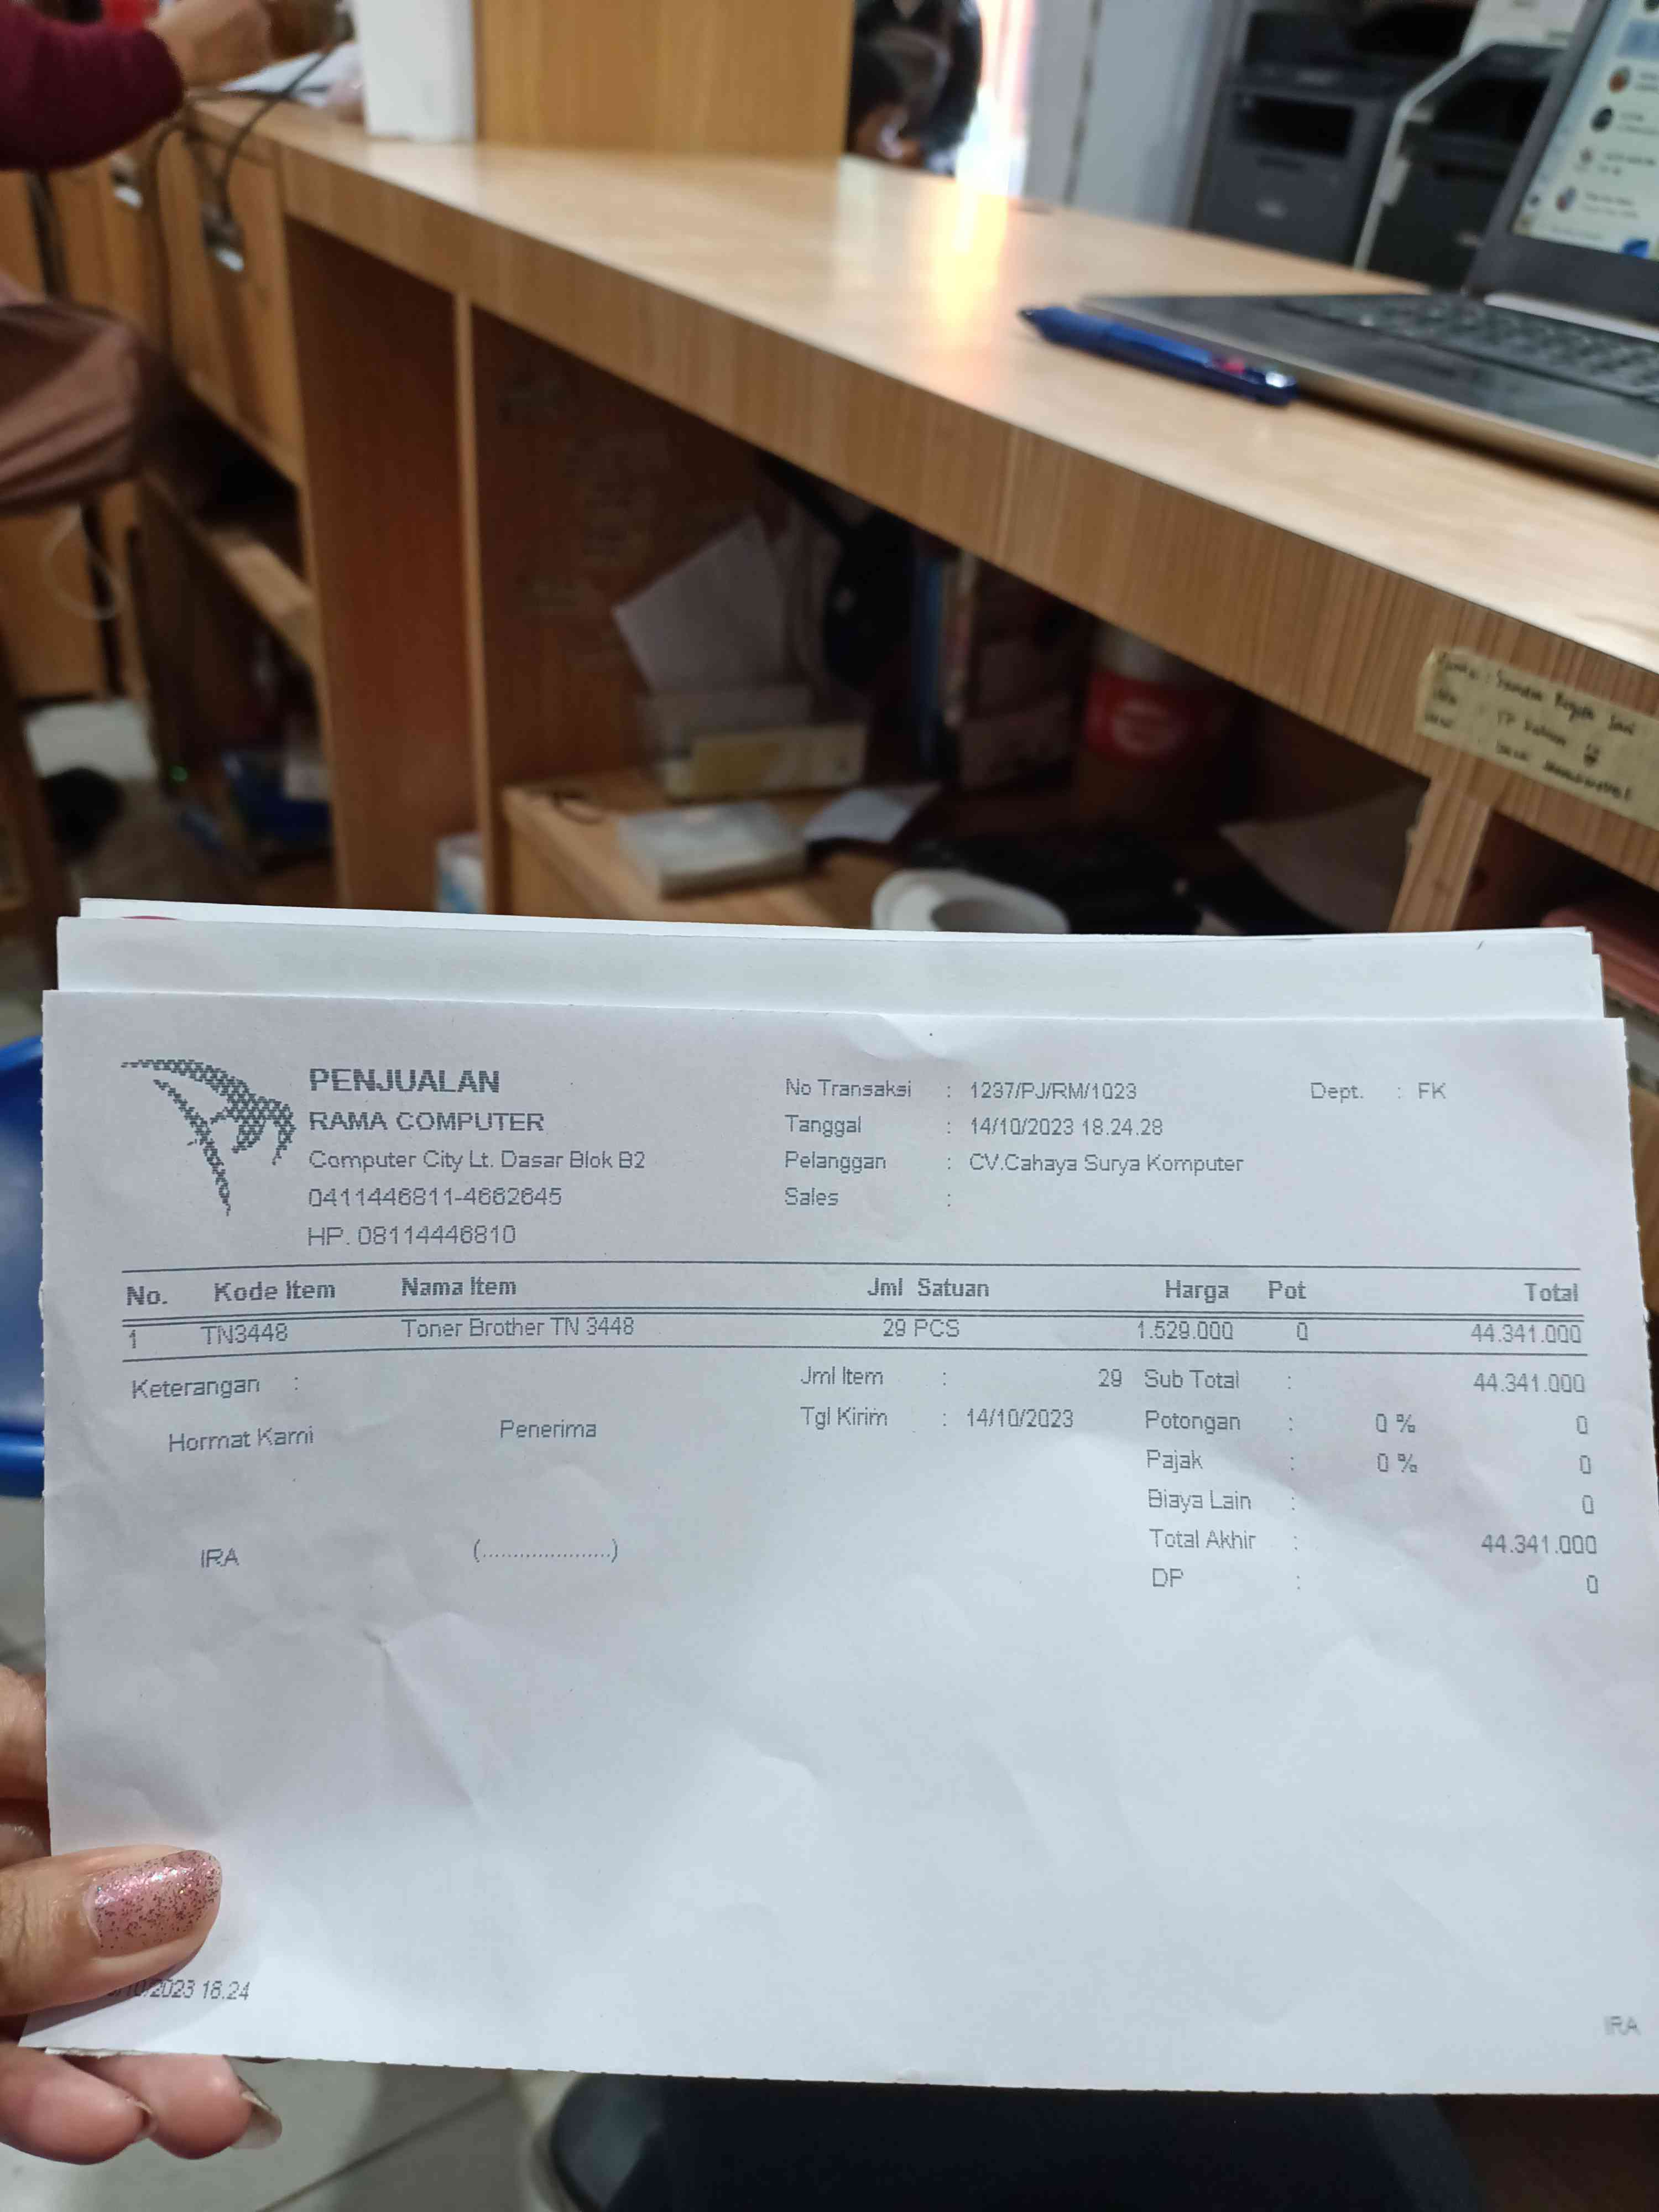 PENJUALAN
RAMA COMPUTER
Computer City Lt. Dasar Blok B2
0411446811-4662645
HP. 08114446810
No Transaksi : 1237/PJ/RM/1023
Tanggal : 14/10/2023 18.24.28
Pelanggan : CV.Cahaya Surya Komputer
Sales :
Dept. : FK
No. Kode Item Nama Item Jml Satuan Harga Pot Total
1 TN3448 Toner Brother TN 3448 29 PCS 1.529.000 0 44.341.000
Keterangan :
Hormat Kami Penerima
IRA (.....................)
Jml Item : 29
Tgl Kirim : 14/10/2023
Sub Total : 44.341.000
Potongan : 0 % 0
Pajak : 0 % 0
Biaya Lain : 0
Total Akhir : 44.341.000
DP : 0
/10/2023 18.24
IRA